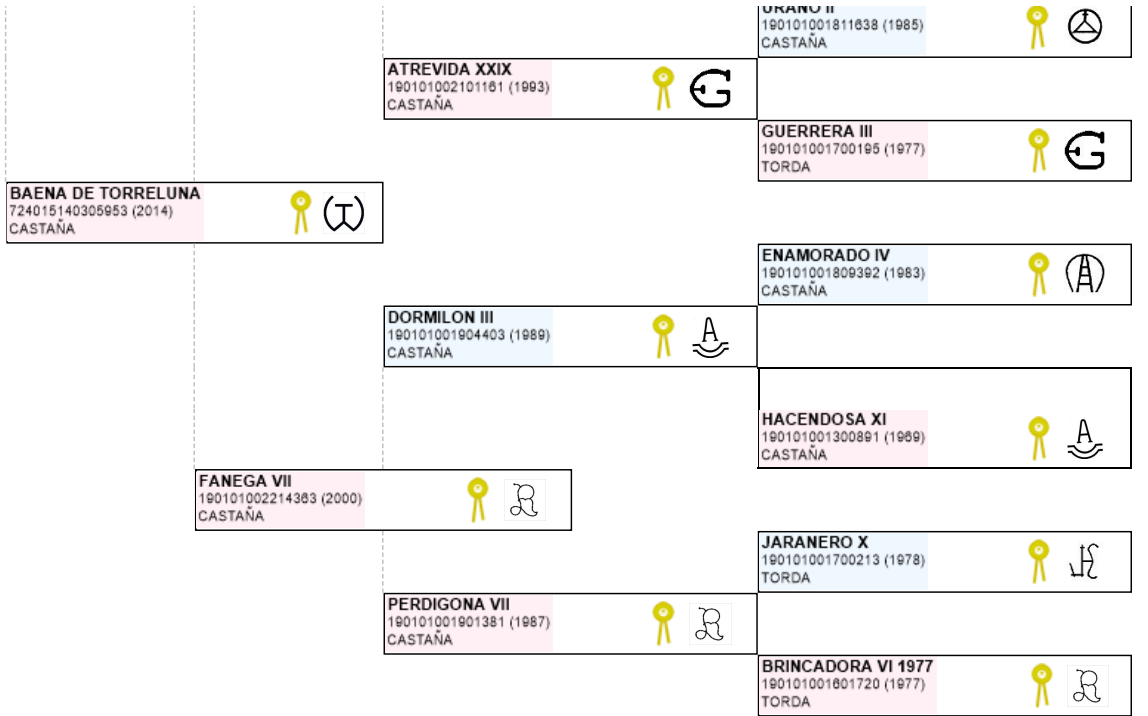 URANO II
190101001811638 (1985)
CASTAÑA
ATREVIDA XXIX
190101002101161 (1993)
CASTAÑA
GUERRERA III
190101001700195 (1977)
TORDA
BAENA DE TORRELUNA
724015140305953 (2014)
CASTAÑA
ENAMORADO IV
190101001809392 (1983)
CASTAÑA
DORMILON III
190101001904403 (1989)
CASTAÑA
HACENDOSA XI
190101001300891 (1969)
CASTAÑA
FANEGA VII
190101002214363 (2000)
CASTAÑA
JARANERO X
190101001700213 (1978)
TORDA
PERDIGONA VII
190101001901381 (1987)
CASTAÑA
BRINCADORA VI 1977
190101001601720 (1977)
TORDA